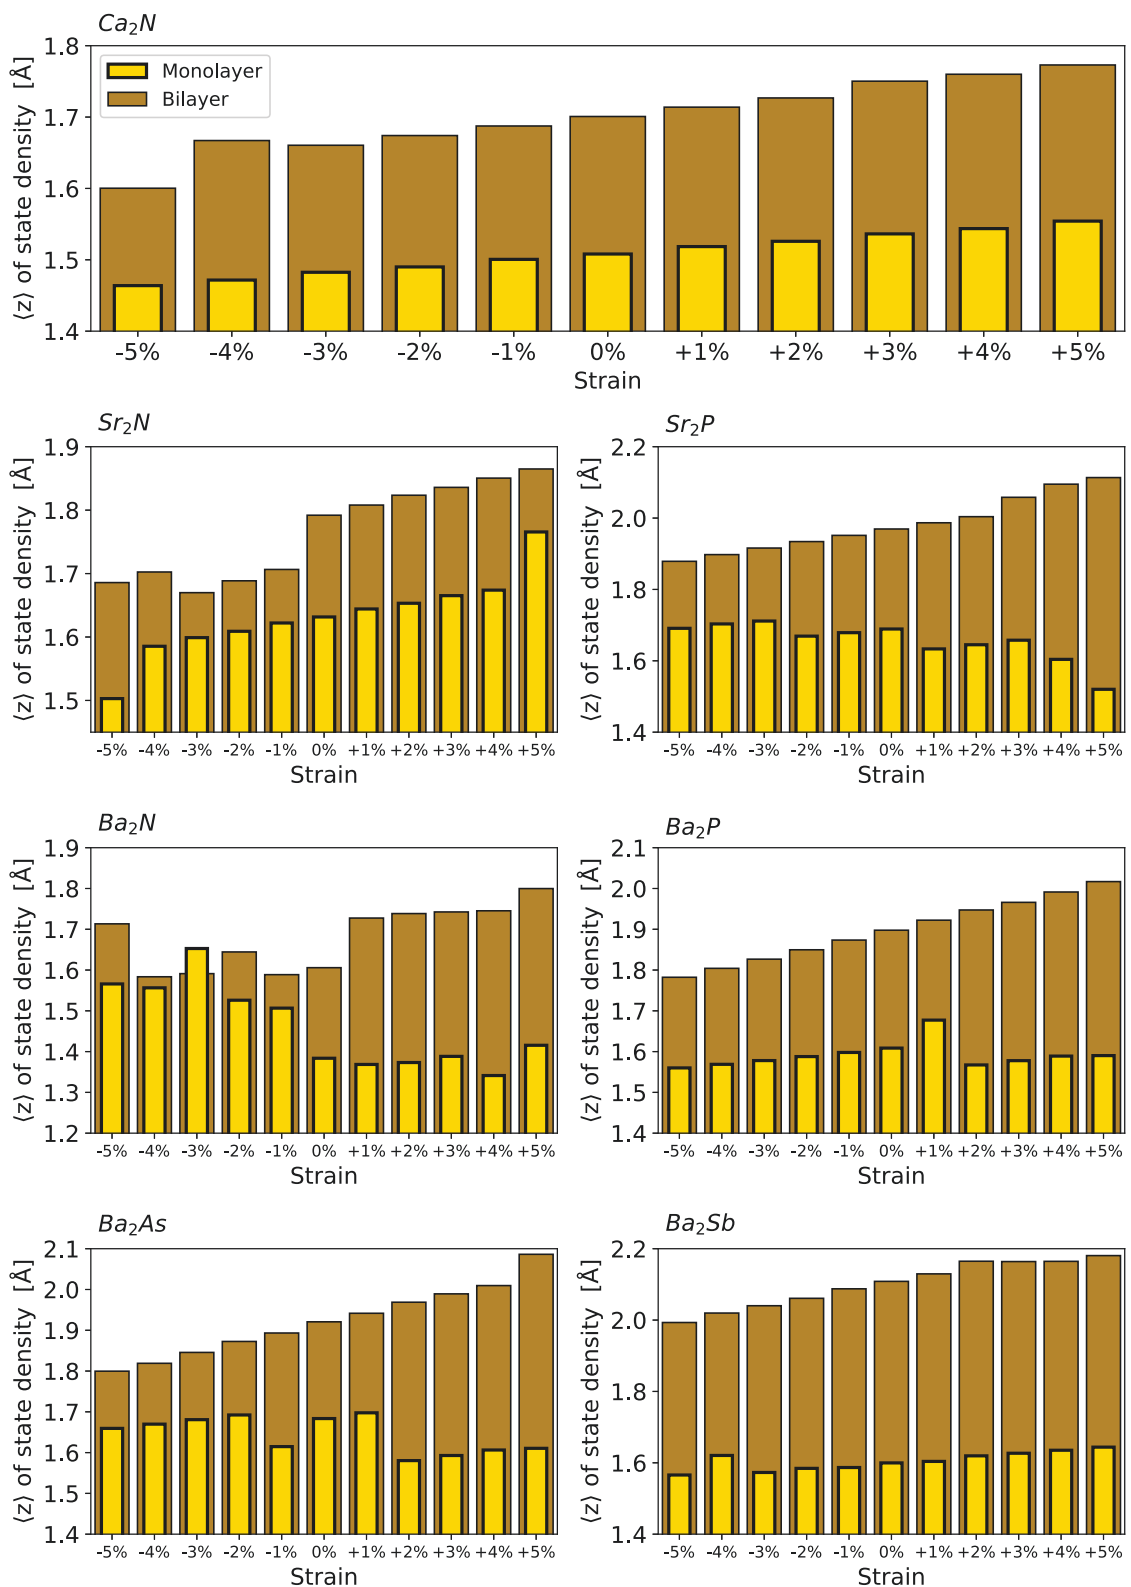 Ca₂N
⟨z⟩ of state density [Å]
1.8
1.7
1.6
1.5
1.4
Monolayer
Bilayer
-5% -4% -3% -2% -1% 0% +1% +2% +3% +4% +5%
Strain
Sr₂N
⟨z⟩ of state density [Å]
1.9
1.8
1.7
1.6
1.5
-5% -4% -3% -2% -1% 0% +1% +2% +3% +4% +5%
Strain
Sr₂P
⟨z⟩ of state density [Å]
2.2
2.0
1.8
1.6
1.4
-5% -4% -3% -2% -1% 0% +1% +2% +3% +4% +5%
Strain
Ba₂N
⟨z⟩ of state density [Å]
1.9
1.8
1.7
1.6
1.5
1.4
1.3
1.2
-5% -4% -3% -2% -1% 0% +1% +2% +3% +4% +5%
Strain
Ba₂P
⟨z⟩ of state density [Å]
2.1
2.0
1.9
1.8
1.7
1.6
1.5
1.4
-5% -4% -3% -2% -1% 0% +1% +2% +3% +4% +5%
Strain
Ba₂As
⟨z⟩ of state density [Å]
2.1
2.0
1.9
1.8
1.7
1.6
1.5
1.4
-5% -4% -3% -2% -1% 0% +1% +2% +3% +4% +5%
Strain
Ba₂Sb
⟨z⟩ of state density [Å]
2.2
2.0
1.8
1.6
1.4
-5% -4% -3% -2% -1% 0% +1% +2% +3% +4% +5%
Strain